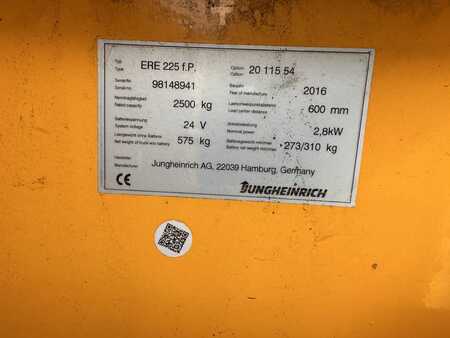 Typ
Type ERE 225 f.P. Option
Option 20 115 54
Serial-Nr.
Serial-no. 98148941 Baujahr
Year of manufacture 2016
Nenntragfähigkeit
Rated capacity 2500 kg Lastschwerpunktabstand
Load center distance 600 mm
Batteriespannung
System voltage 24 V Antriebsleistung
Nominal power 2,8kW
Leergewicht ohne Batterie
Net weight of truck w/o battery 575 kg Batteriegewicht min/max
Battery net weight min/max 273/310 kg
Hersteller
Manufacturer Jungheinrich AG, 22039 Hamburg, Germany
CE JUNGHEINRICH